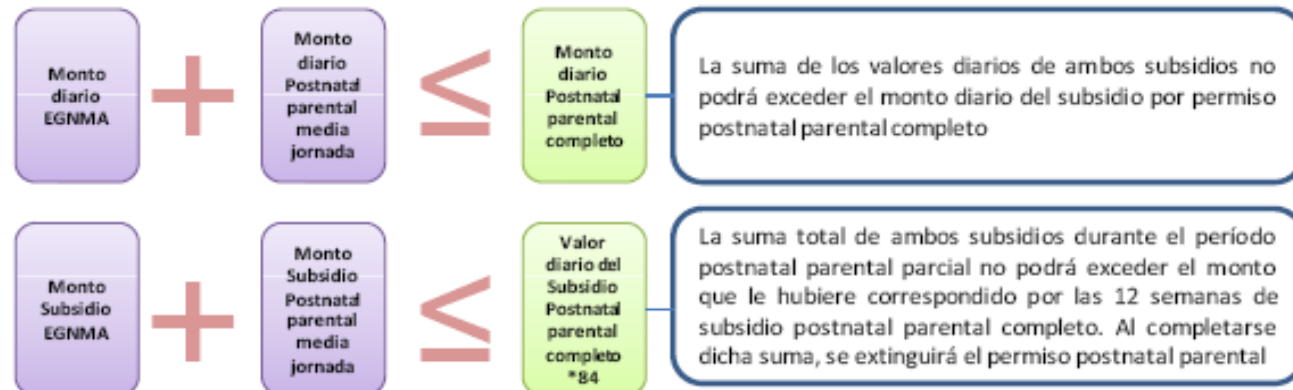 Monto
diario
EGNMA
+
Monto
diario
Postnatal
parental
media
jornada
≤
Monto
diario
Postnatal
parental
completo
La suma de los valores diarios de ambos subsidios no
podrá exceder el monto diario del subsidio por permiso
postnatal parental completo
Monto
Subsidio
EGNMA
+
Monto
Subsidio
Postnatal
parental
media
jornada
≤
Valor
diario del
Subsidio
Postnatal
parental
completo
*84
La suma total de ambos subsidios durante el período
postnatal parental parcial no podrá exceder el monto
que le hubiere correspondido por las 12 semanas de
subsidio postnatal parental completo. Al completarse
dicha suma, se extinguirá el permiso postnatal parental